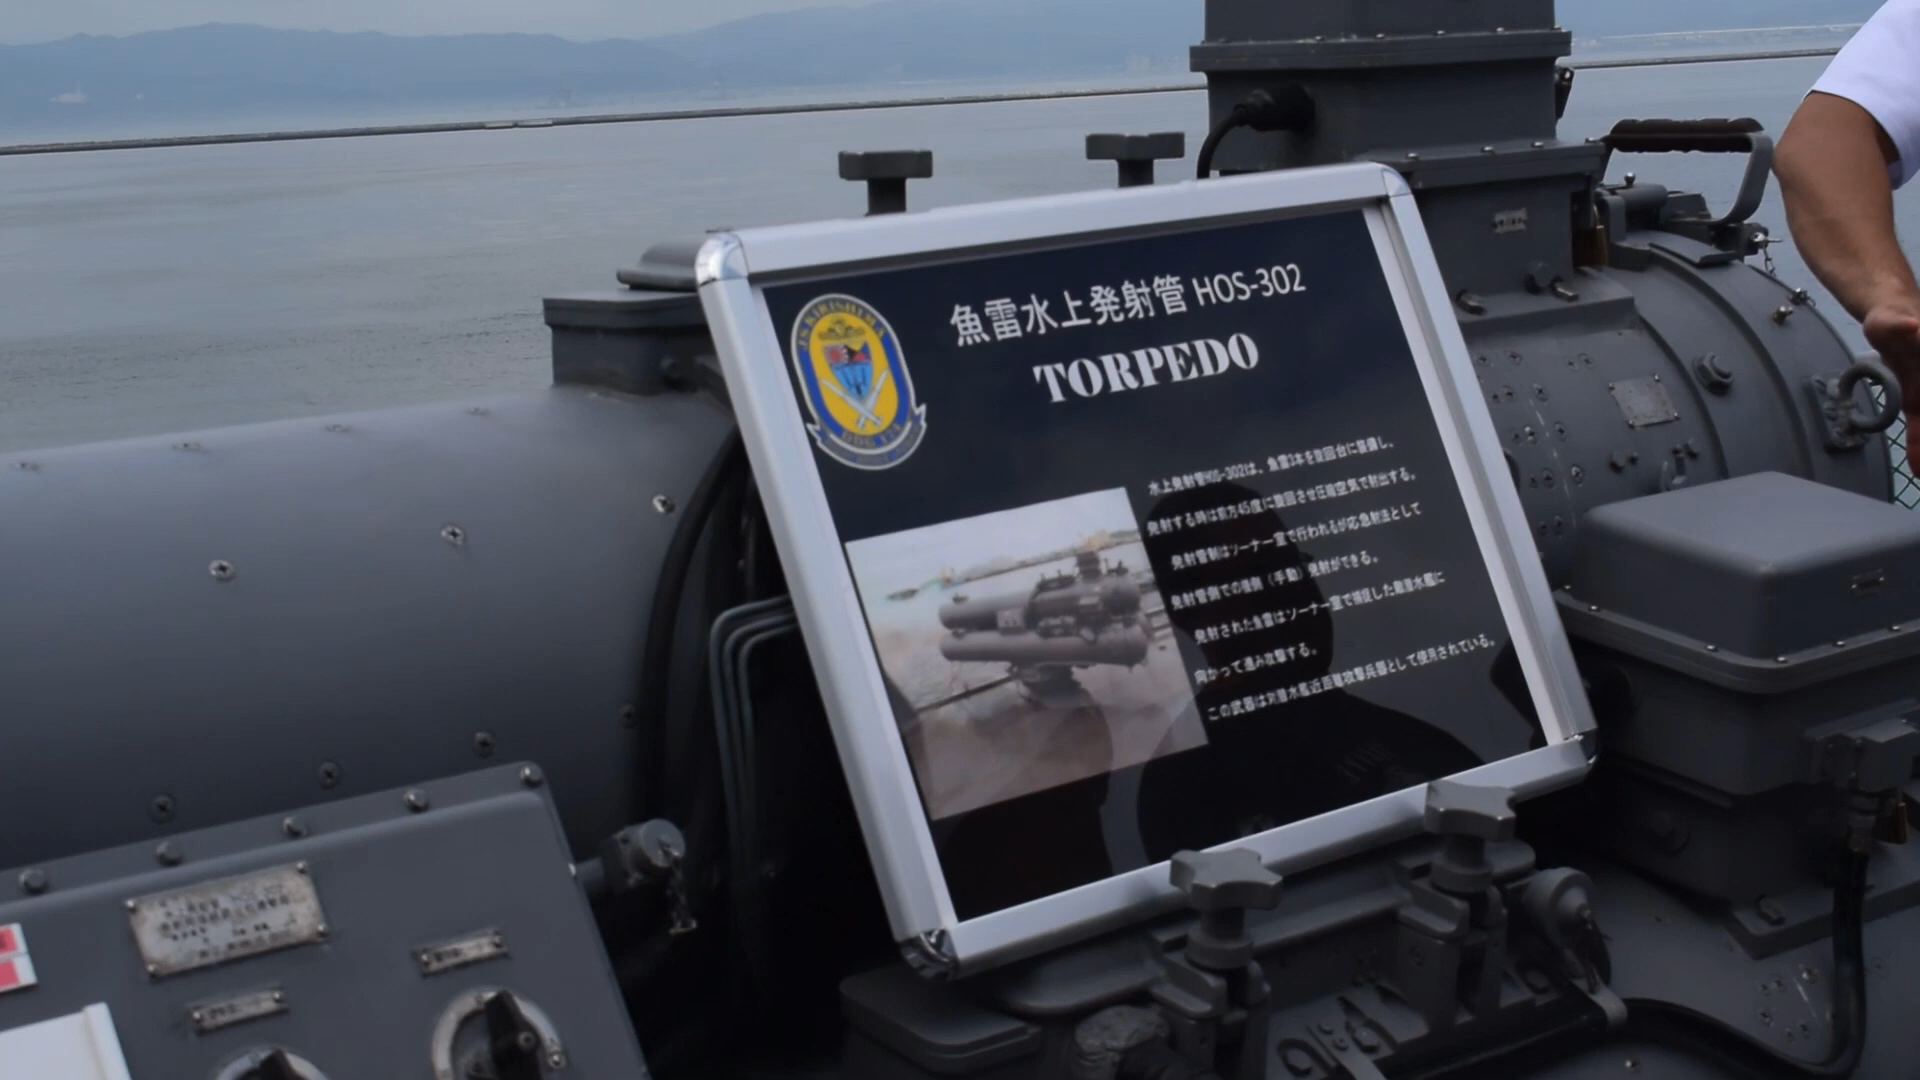 魚雷水上発射管 HOS-302
TORPEDO
JS KIRISHIMA
DDG 174
水上発射管HOS-302は、魚雷3本を旋回台に装備し、
発射する時は前方45度に旋回させ圧縮空気で射出する。
発射管制はソーナー室で行われるが応急射法として
発射管側での機側（手動）発射ができる。
発射された魚雷はソーナー室で捕捉した敵潜水艦に
向かって進み攻撃する。
この武器は対潜水艦近距離攻撃兵器として使用されている。